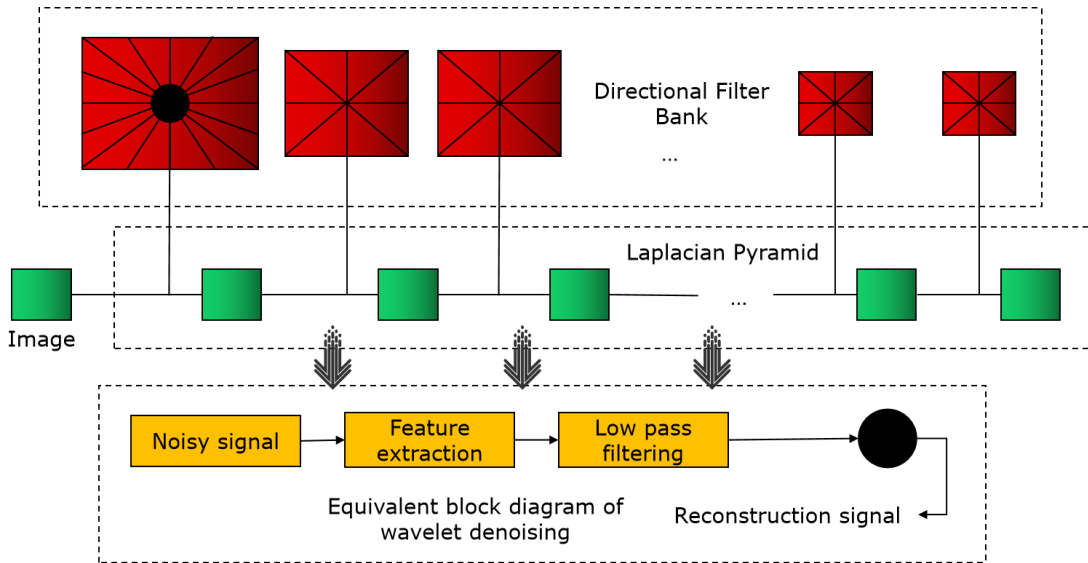 Directional Filter
Bank
...
Laplacian Pyramid
...
Image
Noisy signal
Feature
extraction
Low pass
filtering
Equivalent block diagram of
wavelet denoising
Reconstruction signal